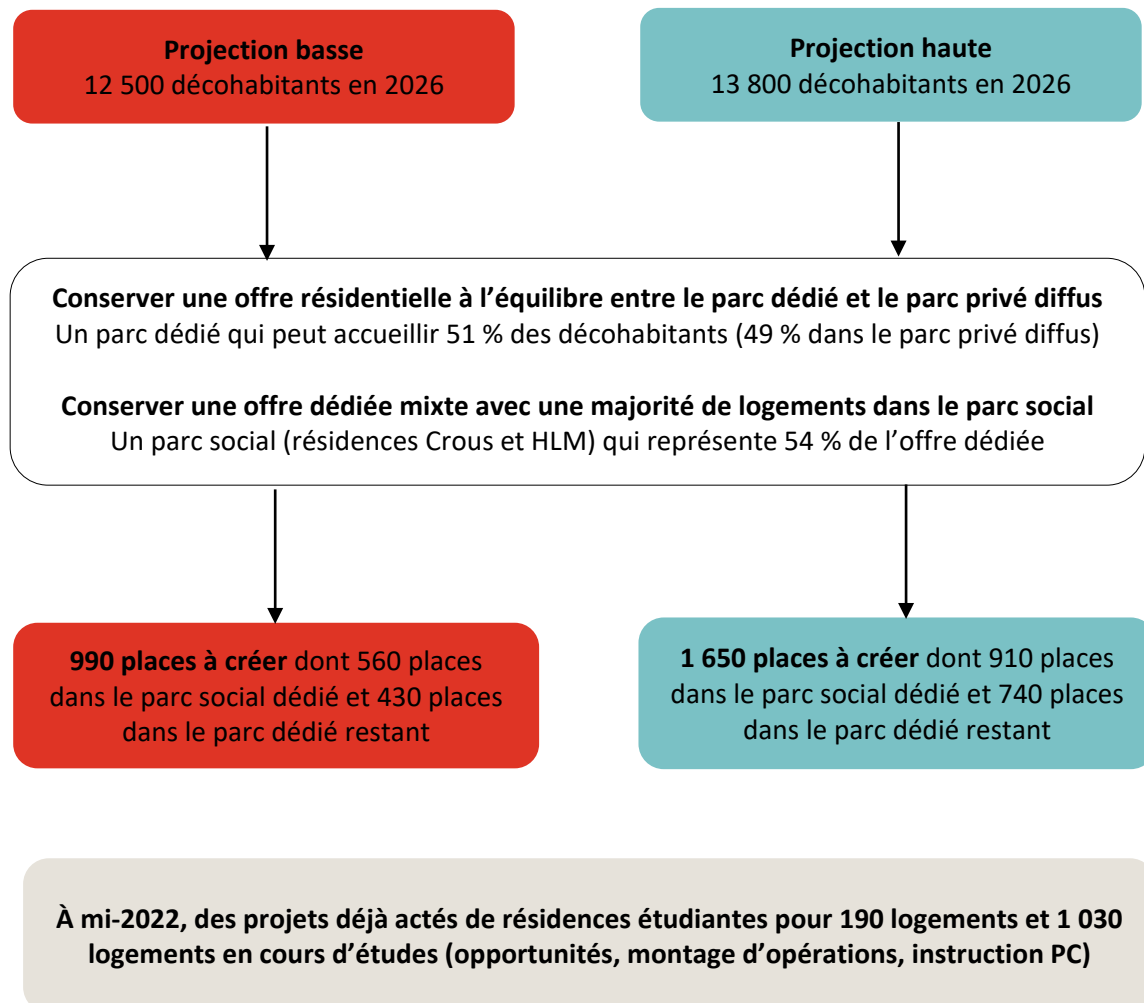 Projection basse
12 500 décohabitants en 2026
Projection haute
13 800 décohabitants en 2026
Conserver une offre résidentielle à l’équilibre entre le parc dédié et le parc privé diffus
Un parc dédié qui peut accueillir 51 % des décohabitants (49 % dans le parc privé diffus)
Conserver une offre dédiée mixte avec une majorité de logements dans le parc social
Un parc social (résidences Crous et HLM) qui représente 54 % de l’offre dédiée
990 places à créer dont 560 places
dans le parc social dédié et 430 places
dans le parc dédié restant
1 650 places à créer dont 910 places
dans le parc social dédié et 740 places
dans le parc dédié restant
À mi-2022, des projets déjà actés de résidences étudiantes pour 190 logements et 1 030
logements en cours d’études (opportunités, montage d’opérations, instruction PC)